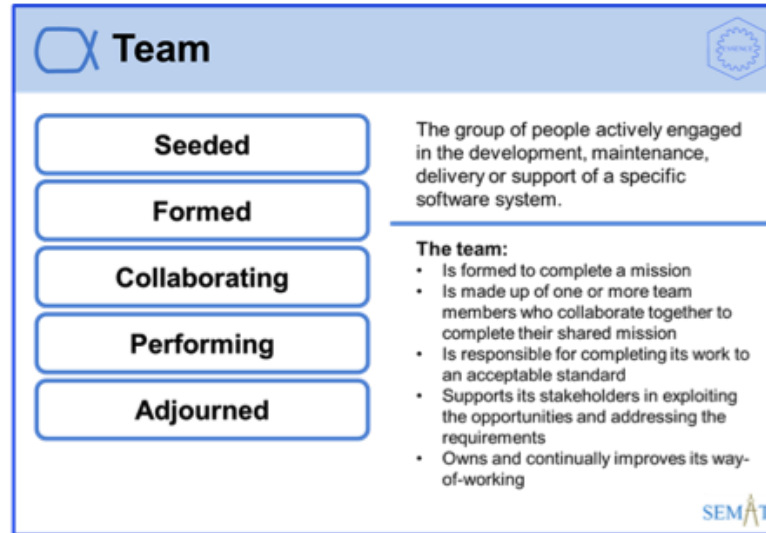 Team
ESSENCE
Seeded
Formed
Collaborating
Performing
Adjourned
The group of people actively engaged
in the development, maintenance,
delivery or support of a specific
software system.
The team:
• Is formed to complete a mission
• Is made up of one or more team
members who collaborate together to
complete their shared mission
• Is responsible for completing its work to
an acceptable standard
• Supports its stakeholders in exploiting
the opportunities and addressing the
requirements
• Owns and continually improves its way-
of-working
SEMAT